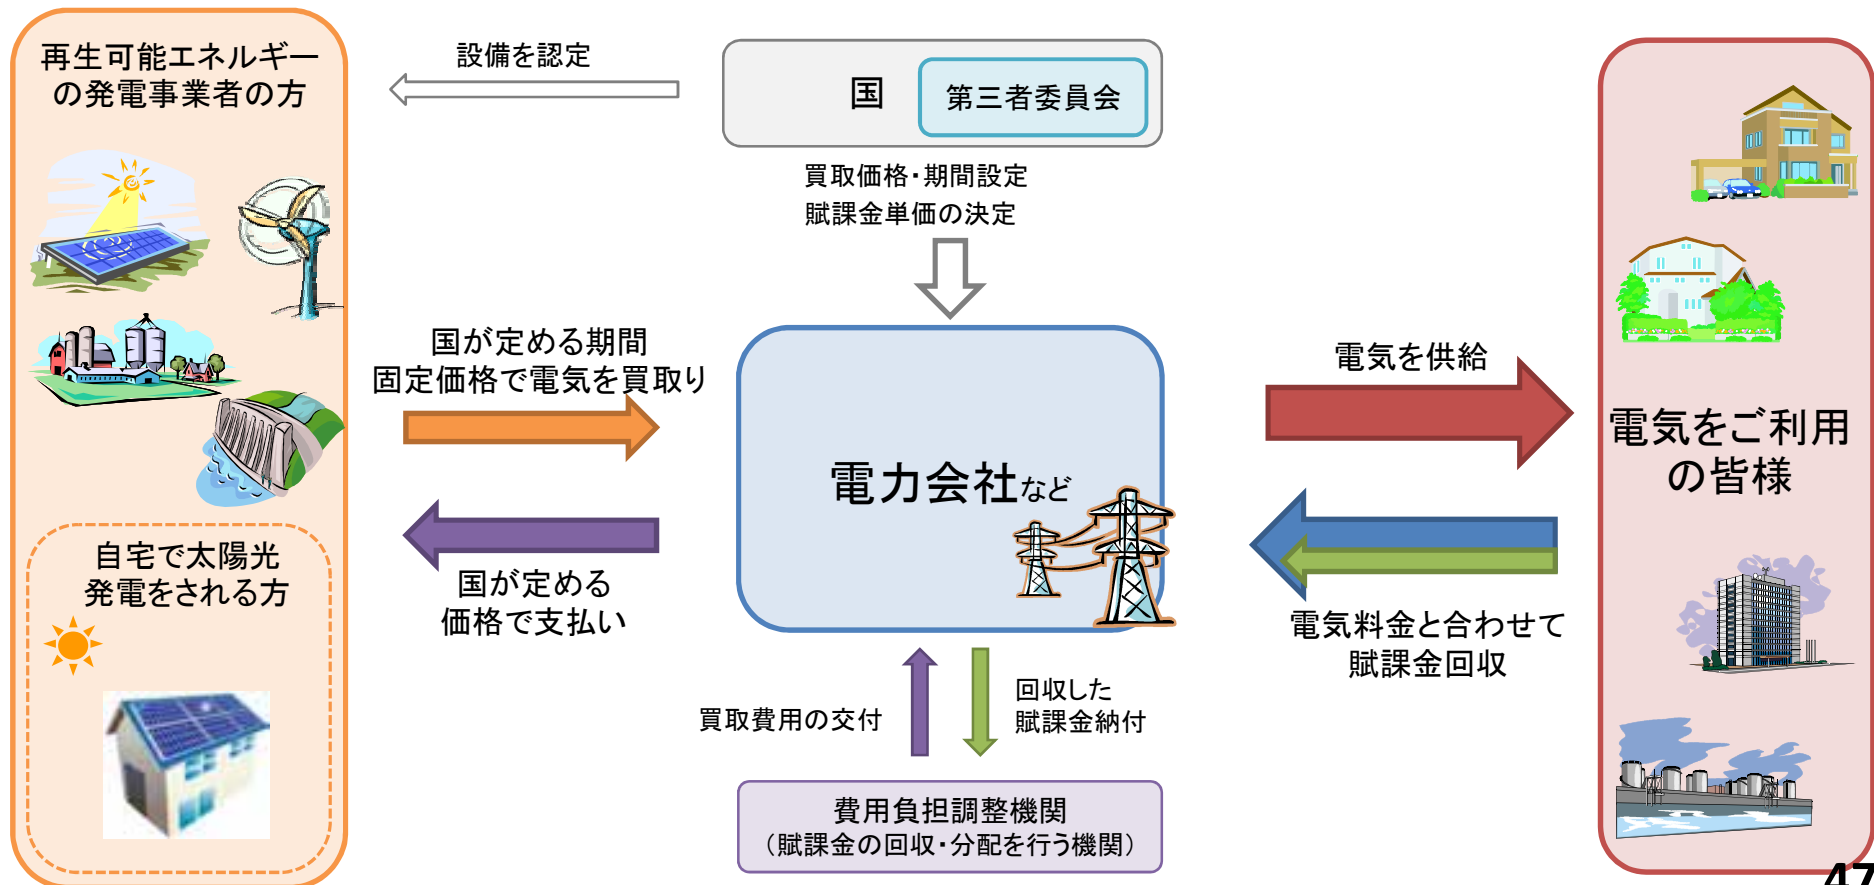 再生可能エネルギー
の発電事業者の方
設備を認定
国
第三者委員会
買取価格・期間設定
賦課金単価の決定
国が定める期間
固定価格で電気を買取り
電気を供給
電力会社など
電気をご利用
の皆様
自宅で太陽光
発電をされる方
国が定める
価格で支払い
電気料金と合わせて
賦課金回収
買取費用の交付
回収した
賦課金納付
費用負担調整機関
（賦課金の回収・分配を行う機関）
47